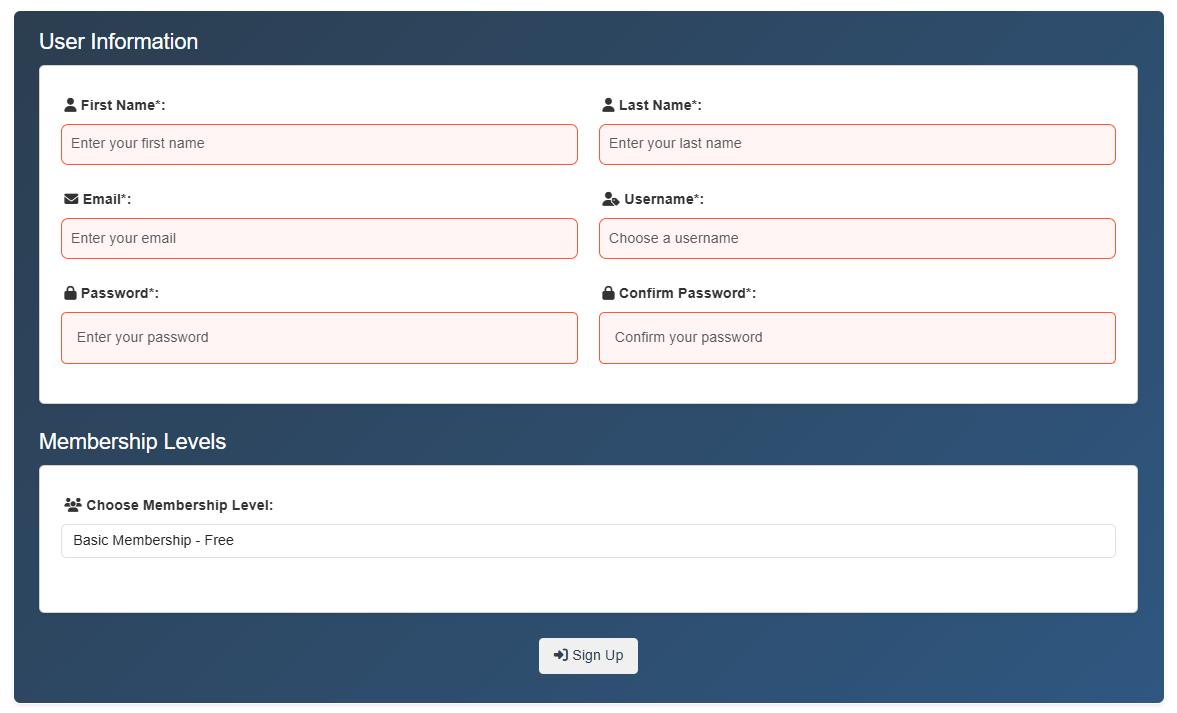 User Information
First Name*: Last Name*:
Enter your first name Enter your last name
Email*: Username*:
Enter your email Choose a username
Password*: Confirm Password*:
Enter your password Confirm your password
Membership Levels
Choose Membership Level:
Basic Membership - Free
Sign Up